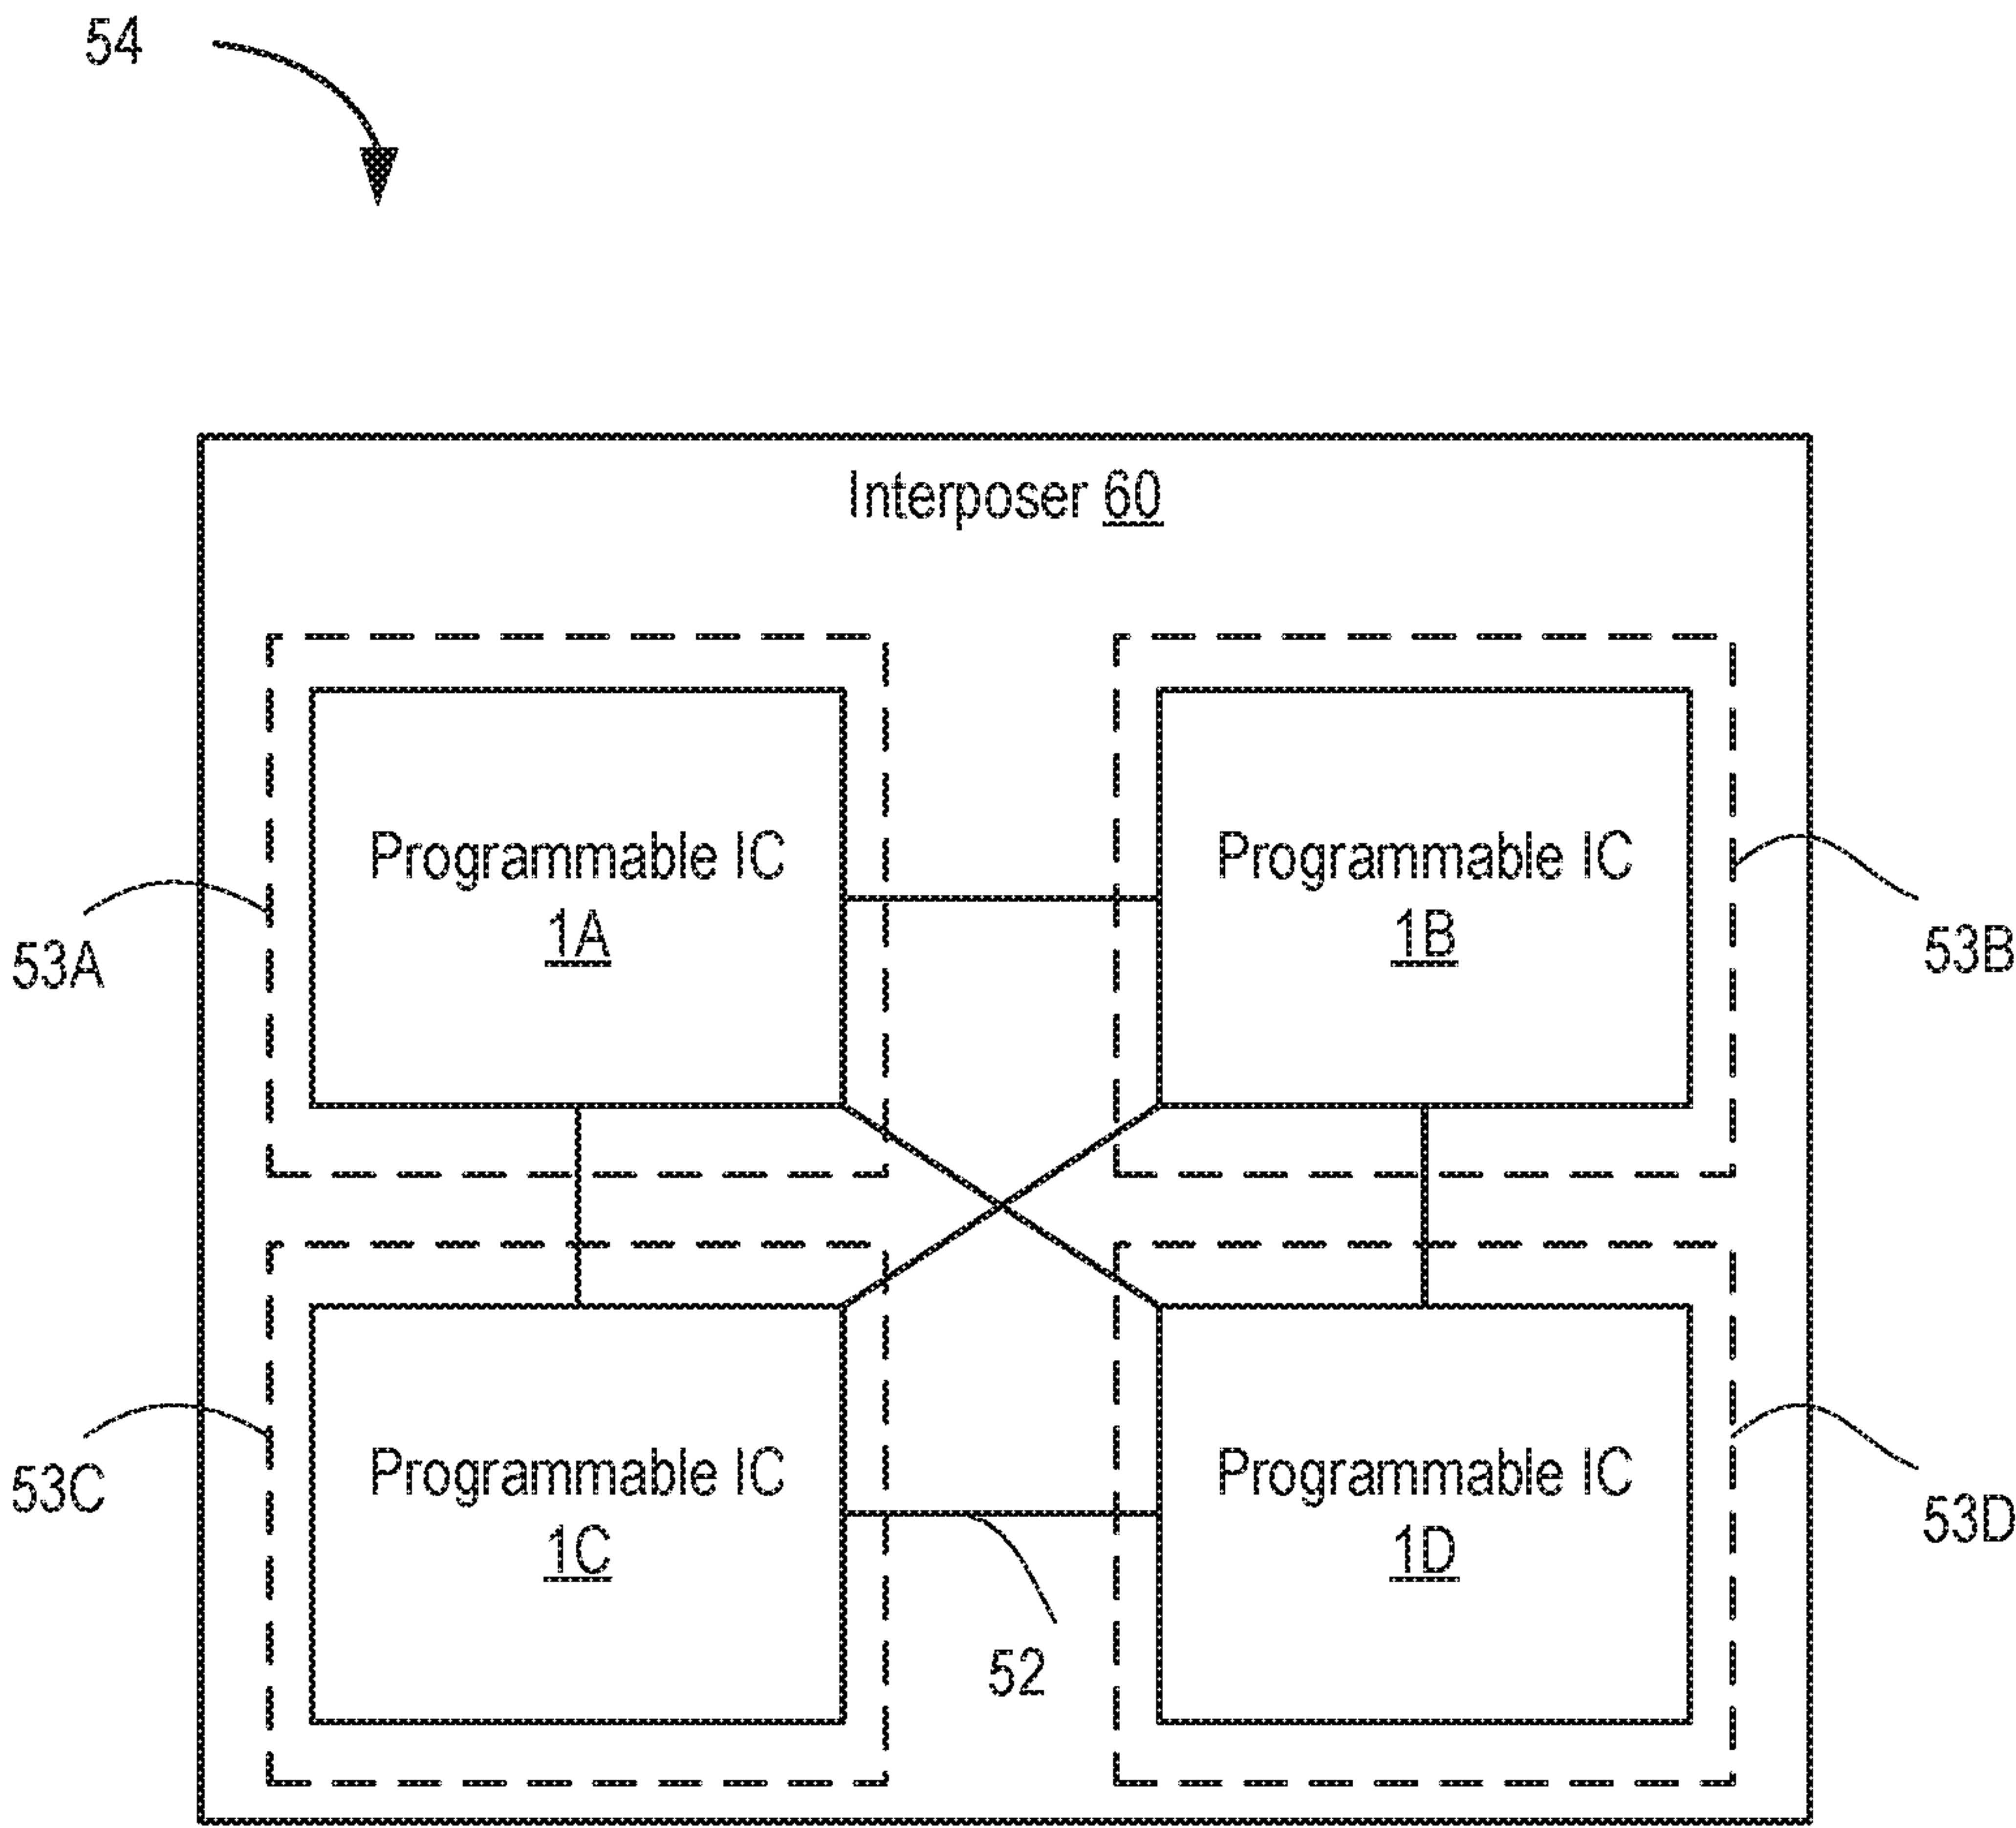 54
Interposer 60
Programmable IC
1A
Programmable IC
1B
53A
53B
Programmable IC
1C
Programmable IC
1D
53C
53D
52